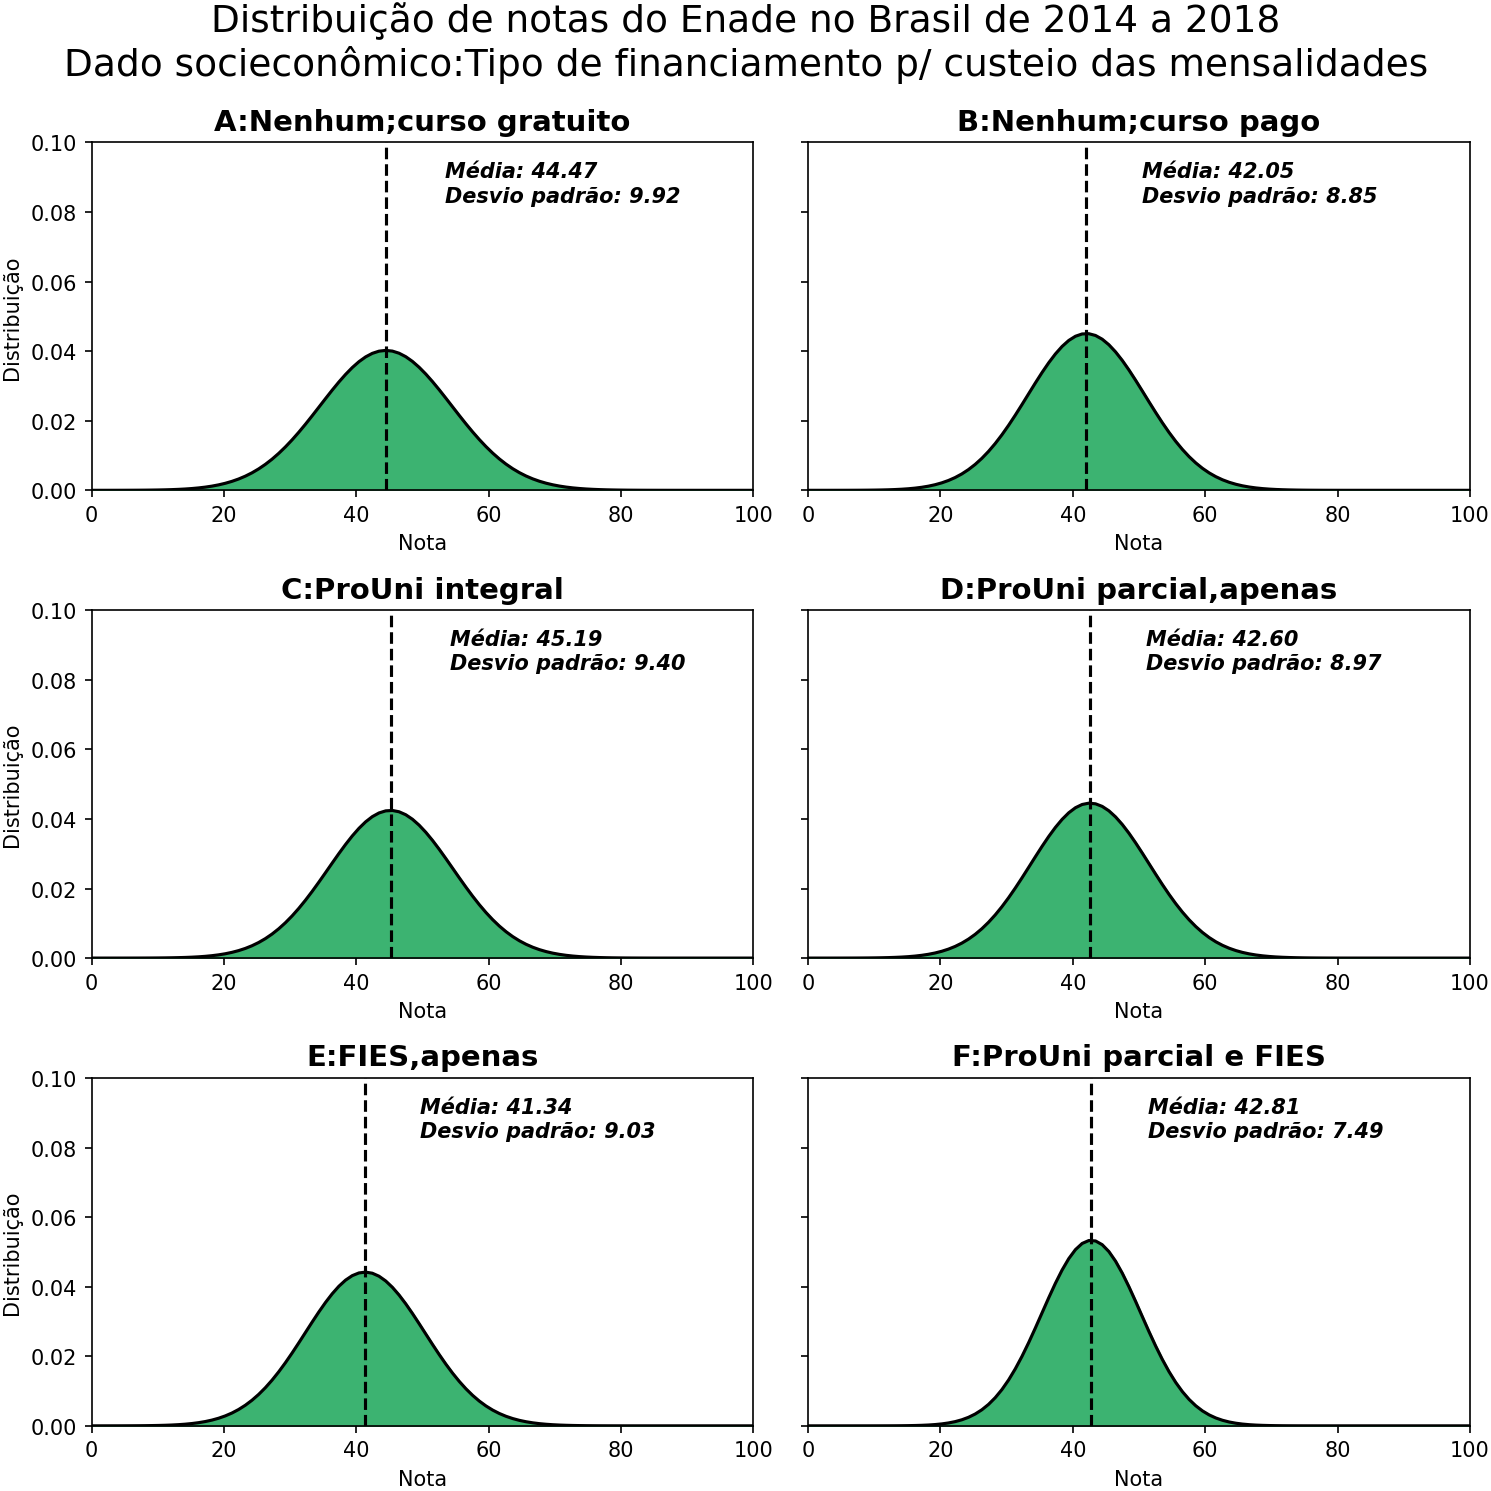 Distribuição de notas do Enade no Brasil de 2014 a 2018
Dado socieconômico:Tipo de financiamento p/ custeio das mensalidades
A:Nenhum;curso gratuito
Média: 44.47
Desvio padrão: 9.92
Distribuição
0.10
0.08
0.06
0.04
0.02
0.00
0 20 40 60 80 100
Nota
B:Nenhum;curso pago
Média: 42.05
Desvio padrão: 8.85
0 20 40 60 80 100
Nota
C:ProUni integral
Média: 45.19
Desvio padrão: 9.40
Distribuição
0.10
0.08
0.06
0.04
0.02
0.00
0 20 40 60 80 100
Nota
D:ProUni parcial,apenas
Média: 42.60
Desvio padrão: 8.97
0 20 40 60 80 100
Nota
E:FIES,apenas
Média: 41.34
Desvio padrão: 9.03
Distribuição
0.10
0.08
0.06
0.04
0.02
0.00
0 20 40 60 80 100
Nota
F:ProUni parcial e FIES
Média: 42.81
Desvio padrão: 7.49
0 20 40 60 80 100
Nota